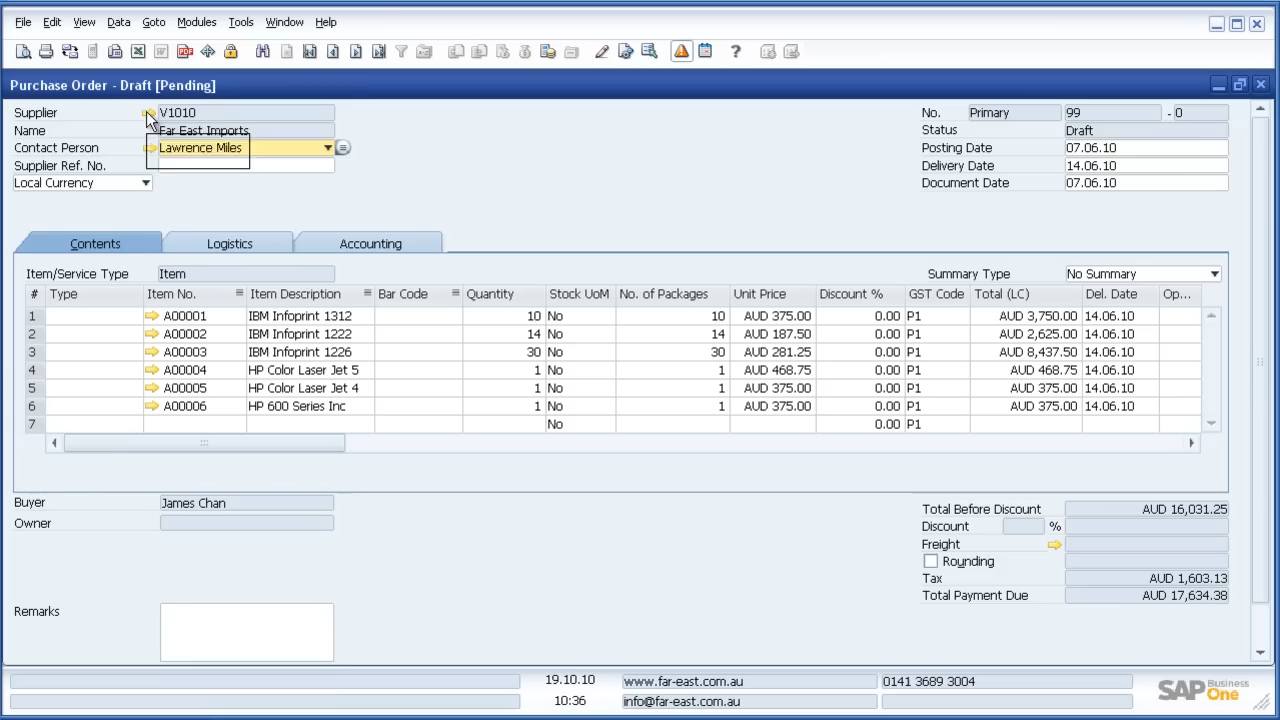 File Edit View Data Goto Modules Tools Window Help
Purchase Order - Draft [Pending]
Supplier V1010 No. Primary 99 - 0
Name Far East Imports Status Draft
Contact Person Lawrence Miles Posting Date 07.06.10
Supplier Ref. No. Delivery Date 14.06.10
Local Currency Document Date 07.06.10
Contents Logistics Accounting
Item/Service Type Item Summary Type No Summary
# Type Item No. Item Description Bar Code Quantity Stock UoM No. of Packages Unit Price Discount % GST Code Total (LC) Del. Date Op...
1 A00001 IBM Infoprint 1312 10 No 10 AUD 375.00 0.00 P1 AUD 3,750.00 14.06.10
2 A00002 IBM Infoprint 1222 14 No 14 AUD 187.50 0.00 P1 AUD 2,625.00 14.06.10
3 A00003 IBM Infoprint 1226 30 No 30 AUD 281.25 0.00 P1 AUD 8,437.50 14.06.10
4 A00004 HP Color Laser Jet 5 1 No 1 AUD 468.75 0.00 P1 AUD 468.75 14.06.10
5 A00005 HP Color Laser Jet 4 1 No 1 AUD 375.00 0.00 P1 AUD 375.00 14.06.10
6 A00006 HP 600 Series Inc 1 No 1 AUD 375.00 0.00 P1 AUD 375.00 14.06.10
7 No 0.00 P1
Buyer James Chan Total Before Discount AUD 16,031.25
Owner Discount %
Freight
Rounding
Tax AUD 1,603.13
Remarks Total Payment Due AUD 17,634.38
19.10.10 www.far-east.com.au 0141 3689 3004
10:36 info@far-east.com.au
SAP Business One